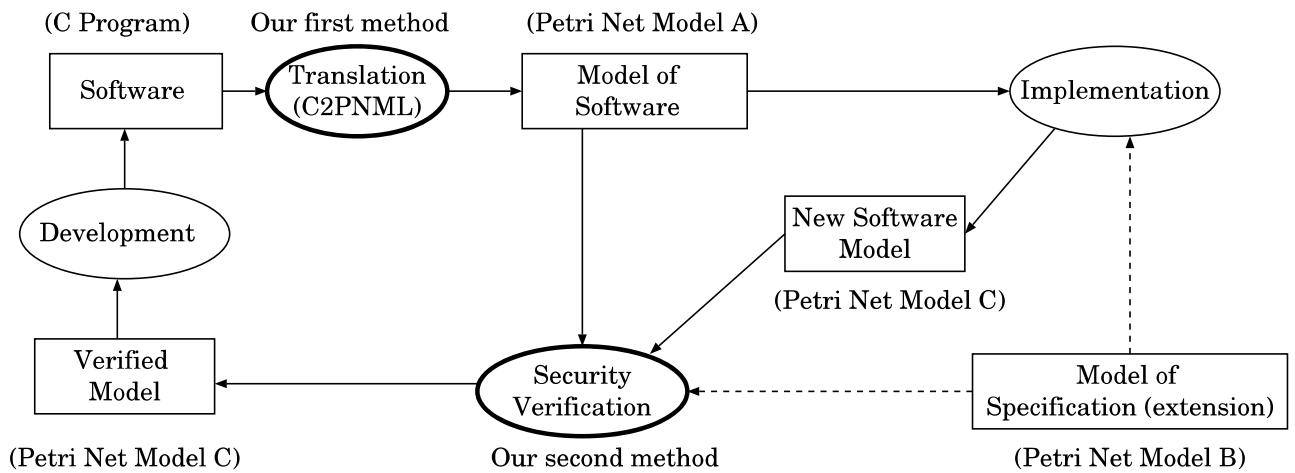 (C Program)
Our first method
(Petri Net Model A)
Software
Translation
(C2PNML)
Model of
Software
Implementation
Development
New Software
Model
(Petri Net Model C)
Verified
Model
Security
Verification
Model of
Specification (extension)
(Petri Net Model C)
Our second method
(Petri Net Model B)